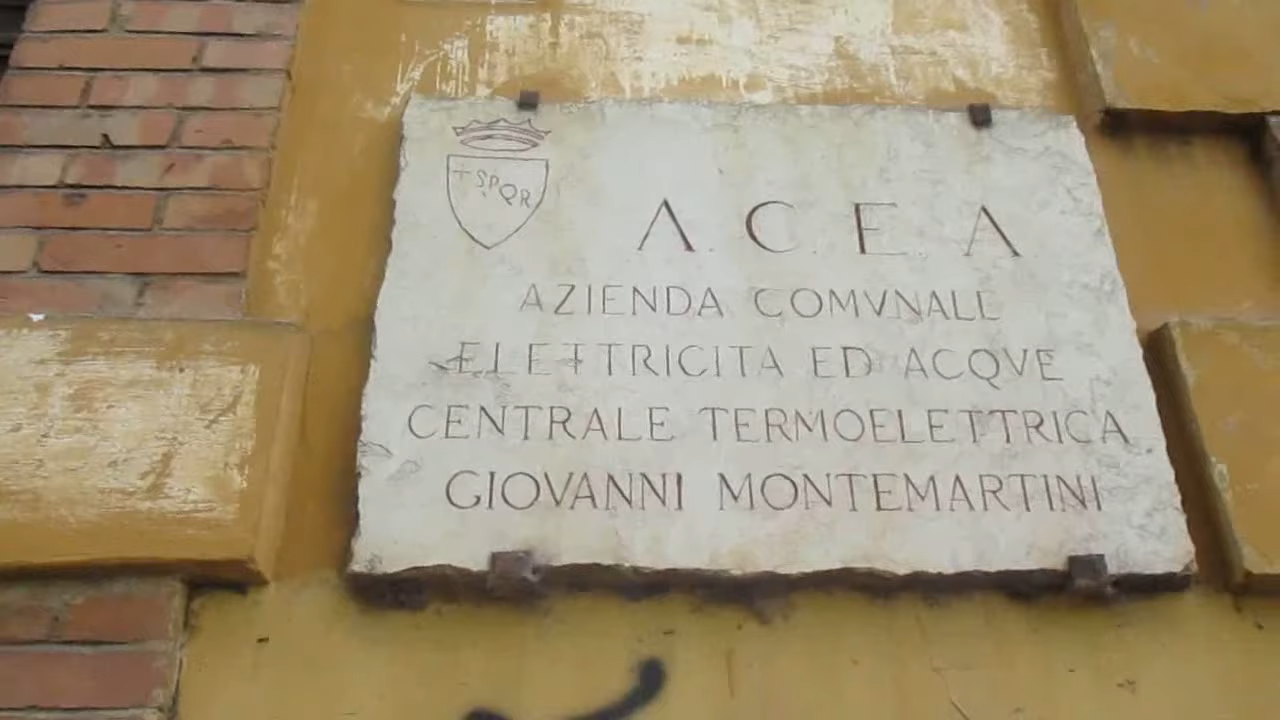 SPQR
A. C. E. A
AZIENDA COMVNALE
ELETTRICITA ED ACQVE
CENTRALE TERMOELETTRICA
GIOVANNI MONTEMARTINI